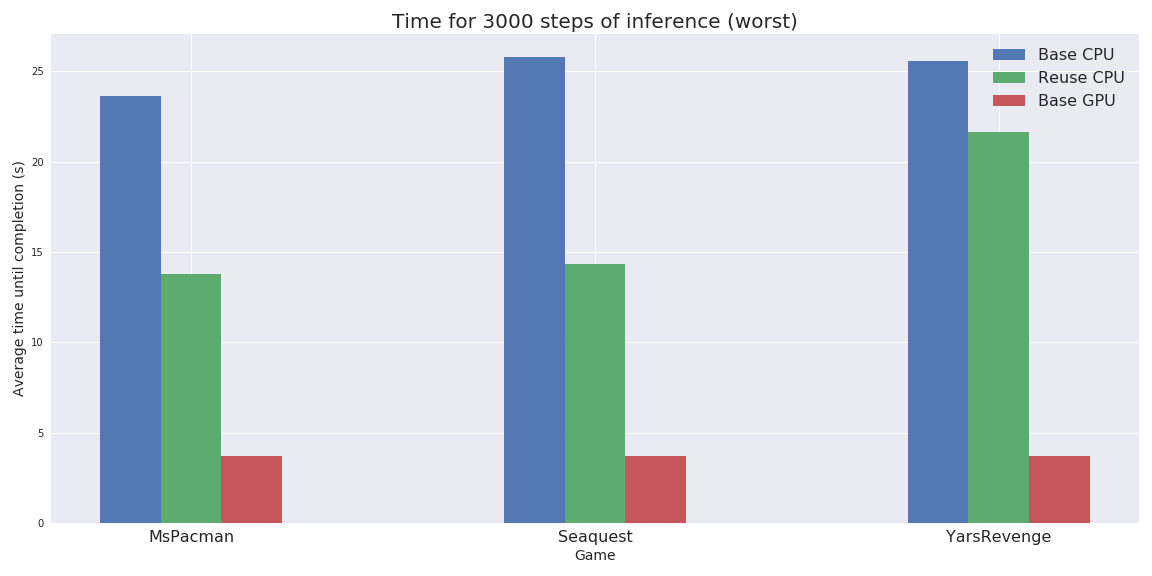 Time for 3000 steps of inference (worst)
Base CPU
Reuse CPU
Base GPU
Average time until completion (s)
25
20
15
10
5
0
MsPacman
Seaquest
YarsRevenge
Game